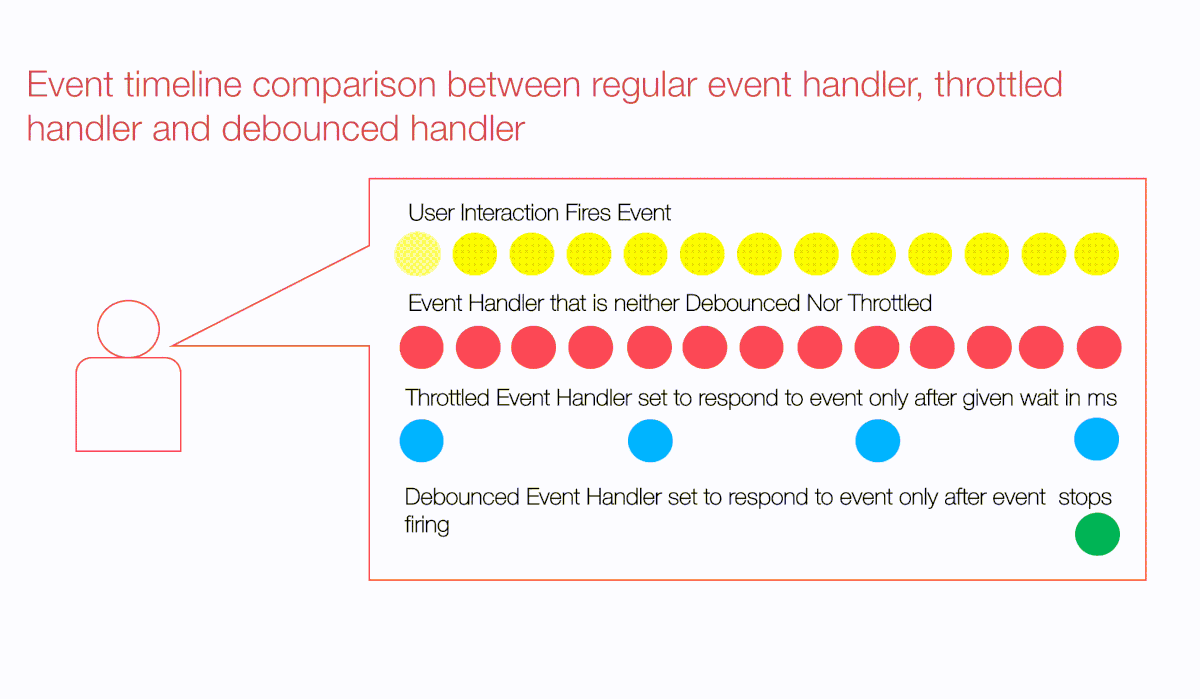 Event timeline comparison between regular event handler, throttled
handler and debounced handler
User Interaction Fires Event
Event Handler that is neither Debounced Nor Throttled
Throttled Event Handler set to respond to event only after given wait in ms
Debounced Event Handler set to respond to event only after event  stops
firing